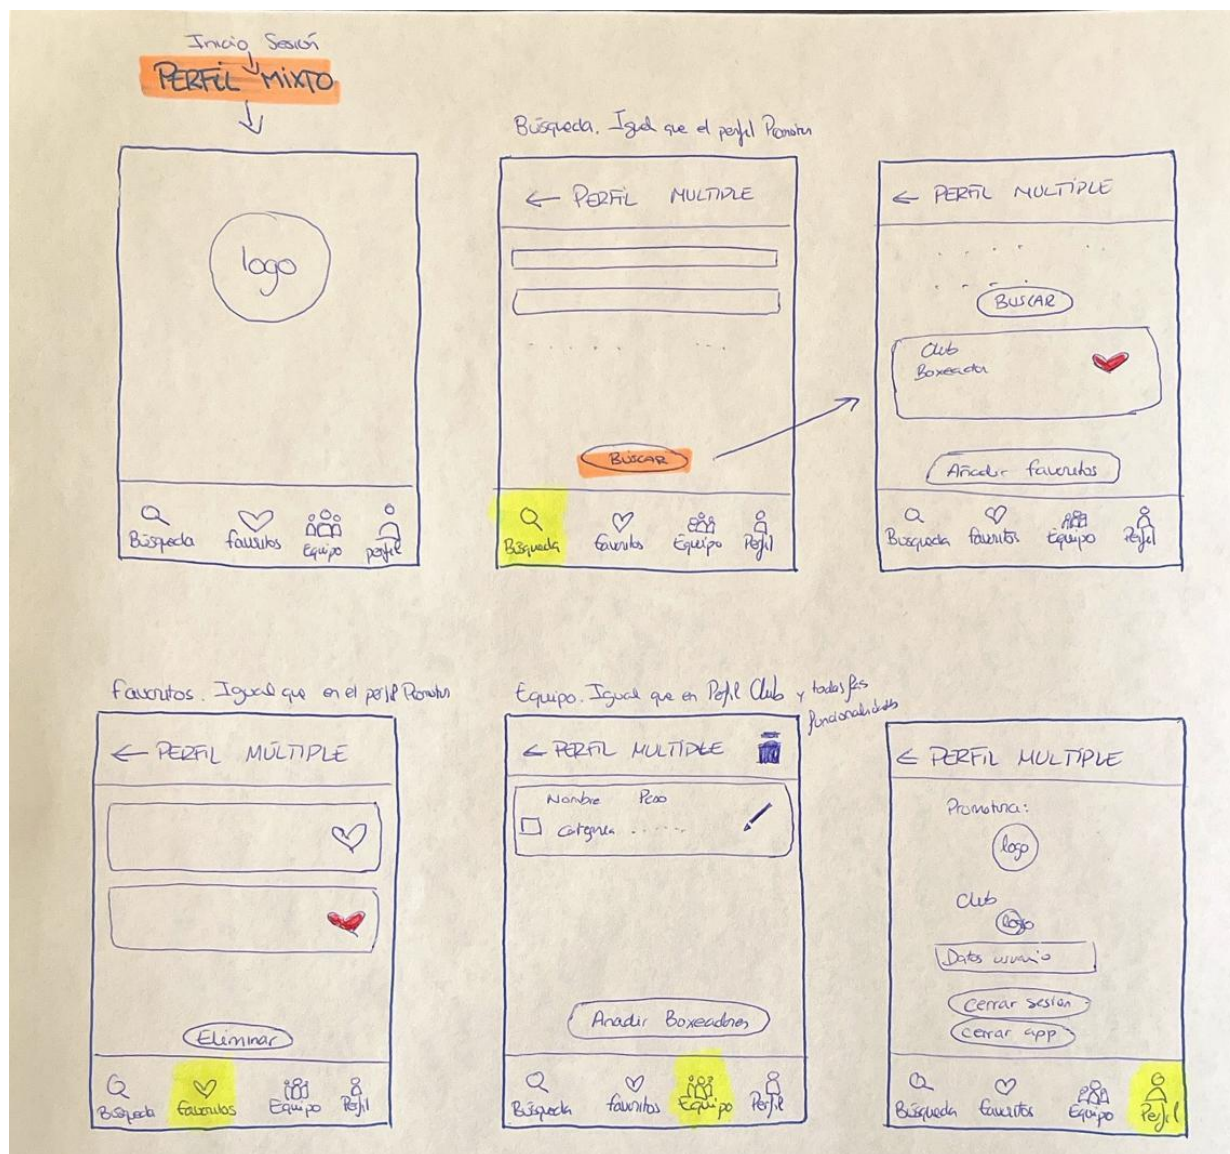 Inicio Sesión
PERFIL MIXTO
logo
Búsqueda
favoritos
Equipo
perfil
Búsqueda. Igual que el perfil Promotor
← PERFIL MULTIPLE
BUSCAR
Búsqueda
favoritos
Equipo
Perfil
← PERFIL MULTIPLE
BUSCAR
Club
Boxeador
Añadir favoritos
Búsqueda
favoritos
Equipo
Perfil
Favoritos. Igual que en el perfil Promotor
← PERFIL MÚLTIPLE
Eliminar
Búsqueda
favoritos
Equipo
Perfil
Equipo. Igual que en Perfil Club y todas las
funcionalidades
← PERFIL MULTIPLE
Nombre Peso
categoría
Anadir Boxeadores
Búsqueda
favoritos
Equipo
Perfil
← PERFIL MULTIPLE
Promotora:
logo
Club
logo
Datos usuario
Cerrar sesión
Cerrar app
Búsqueda
favoritos
Equipo
Perfil